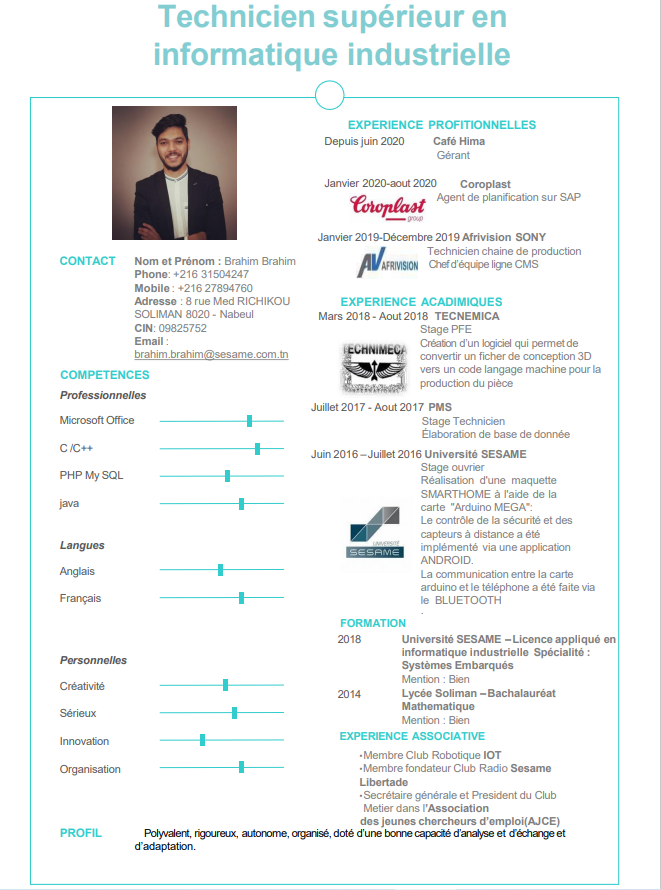 Technicien supérieur en
informatique industrielle
CONTACT
Nom et Prénom : Brahim Brahim
Phone: +216 31504247
Mobile : +216 27894760
Adresse : 8 rue Med RICHIKOU
SOLIMAN 8020 - Nabeul
CIN: 09825752
Email :
brahim.brahim@sesame.com.tn
COMPETENCES
Professionnelles
Microsoft Office
C /C++
PHP My SQL
java
Langues
Anglais
Français
Personnelles
Créativité
Sérieux
Innovation
Organisation
EXPERIENCE PROFITIONNELLES
Depuis juin 2020 Café Hima
Gérant
Janvier 2020-aout 2020 Coroplast
Coroplast
group
Agent de planification sur SAP
Janvier 2019-Décembre 2019 Afrivision SONY
AV AFRIVISION
Technicien chaine de production
Chef d'équipe ligne CMS
EXPERIENCE ACADIMIQUES
Mars 2018 - Aout 2018 TECNEMICA
TECHNIMECA
INTERNATIONAL
Stage PFE
Création d'un logiciel qui permet de
convertir un ficher de conception 3D
vers un code langage machine pour la
production du pièce
Juillet 2017 - Aout 2017 PMS
Stage Technicien
Élaboration de base de donnée
Juin 2016 – Juillet 2016 Université SESAME
UNIVERSITÉ
SESAME
Stage ouvrier
Réalisation d'une maquette
SMARTHOME à l'aide de la
carte "Arduino MEGA":
Le contrôle de la sécurité et des
capteurs à distance a été
implémenté via une application
ANDROID.
La communication entre la carte
arduino et le téléphone a été faite via
le BLUETOOTH
.
FORMATION
2018 Université SESAME – Licence appliqué en
informatique industrielle Spécialité :
Systèmes Embarqués
Mention : Bien
2014 Lycée Soliman – Bachalauréat
Mathematique
Mention : Bien
EXPERIENCE ASSOCIATIVE
·Membre Club Robotique IOT
·Membre fondateur Club Radio Sesame
Libertade
·Secrétaire générale et President du Club
Metier dans l'Association
des jeunes chercheurs d'emploi(AJCE)
PROFIL
Polyvalent, rigoureux, autonome, organisé, doté d'une bonne capacité d'analyse et d'échange et
d'adaptation.